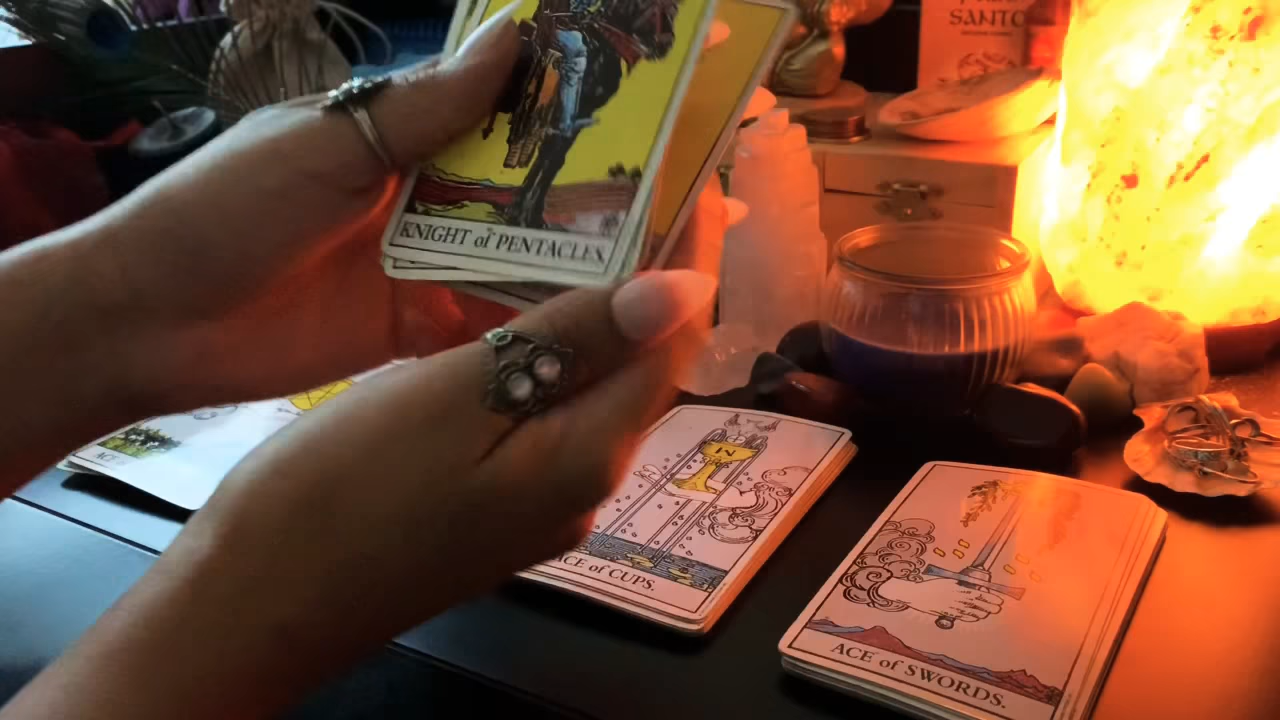 SANTO
KNIGHT of PENTACLES.
ACE of CUPS.
ACE of SWORDS.